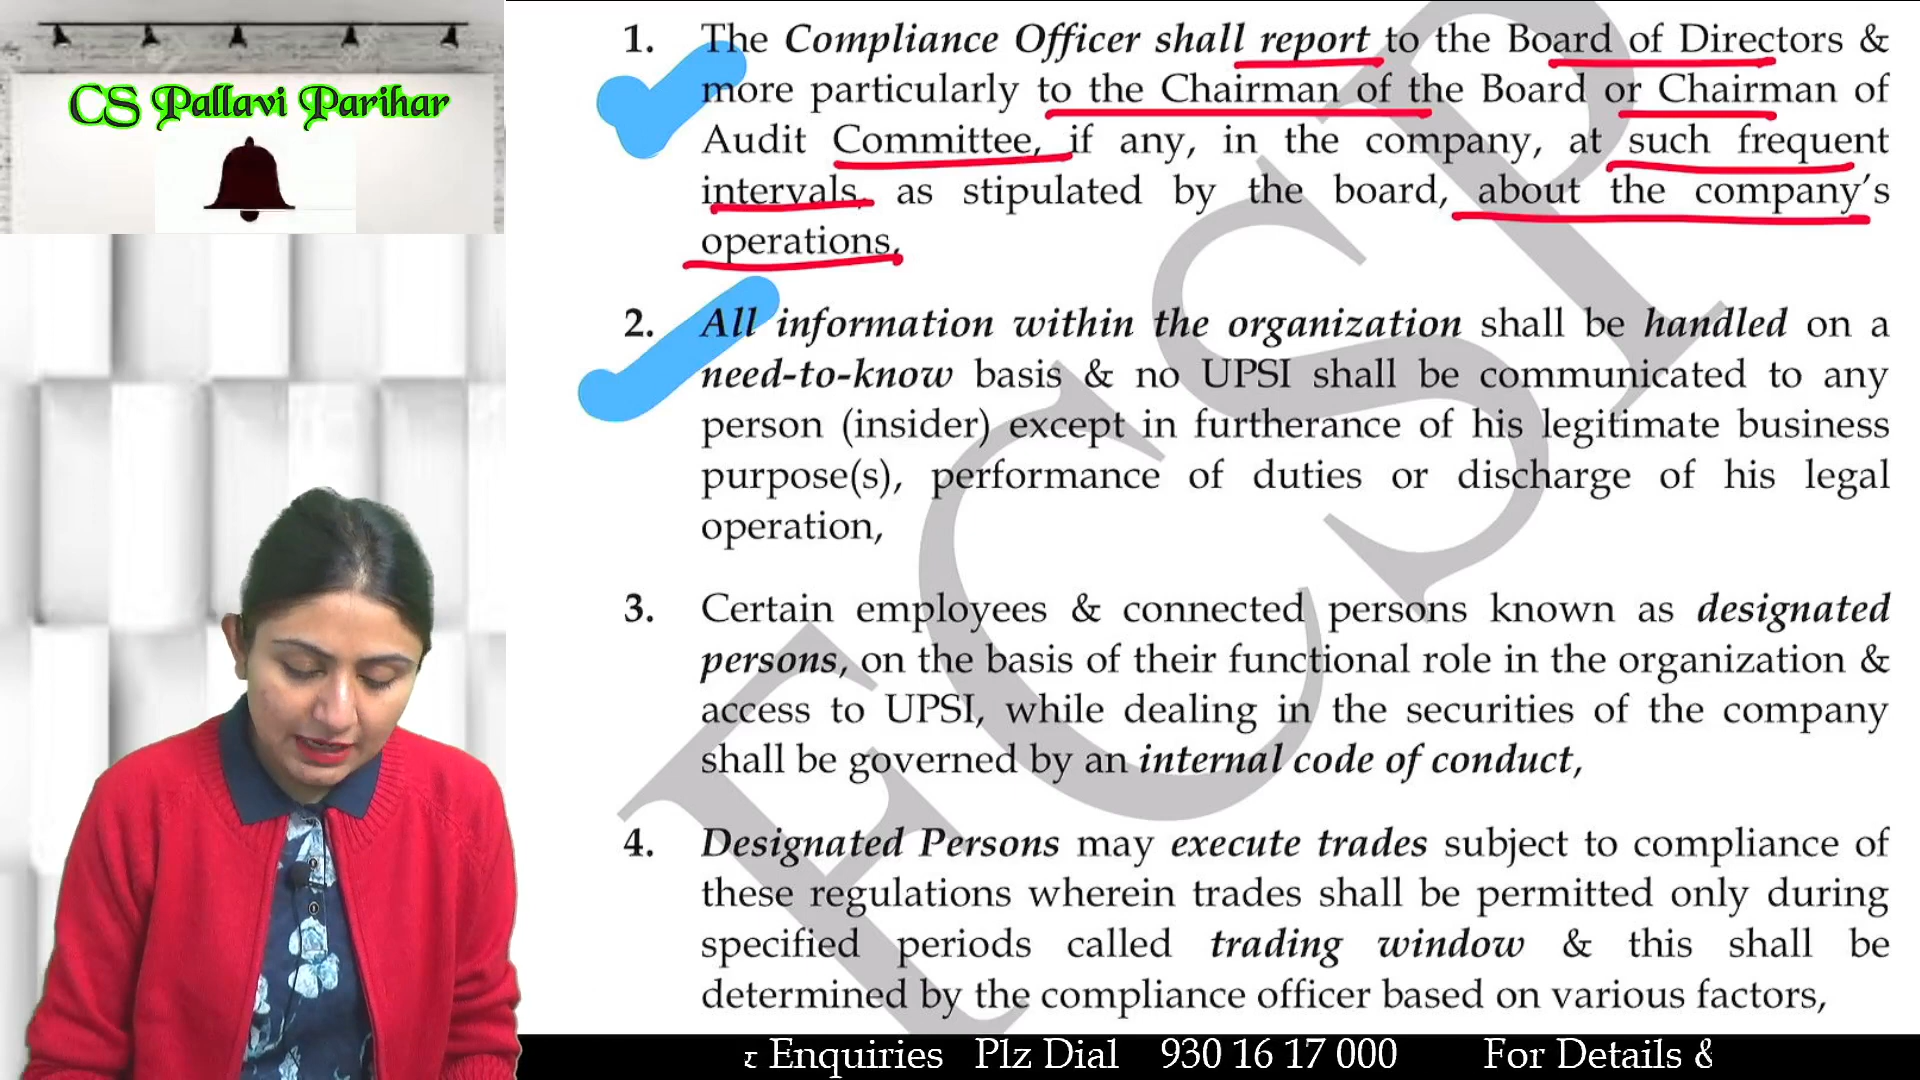 CS Pallavi Parihar
1. The Compliance Officer shall report to the Board of Directors &
more particularly to the Chairman of the Board or Chairman of
Audit Committee, if any, in the company, at such frequent
intervals, as stipulated by the board, about the company's
operations,
2. All information within the organization shall be handled on a
need-to-know basis & no UPSI shall be communicated to any
person (insider) except in furtherance of his legitimate business
purpose(s), performance of duties or discharge of his legal
operation,
3. Certain employees & connected persons known as designated
persons, on the basis of their functional role in the organization &
access to UPSI, while dealing in the securities of the company
shall be governed by an internal code of conduct,
4. Designated Persons may execute trades subject to compliance of
these regulations wherein trades shall be permitted only during
specified periods called trading window & this shall be
determined by the compliance officer based on various factors,
FCSP
Enquiries Plz Dial 930 16 17 000 For Details &